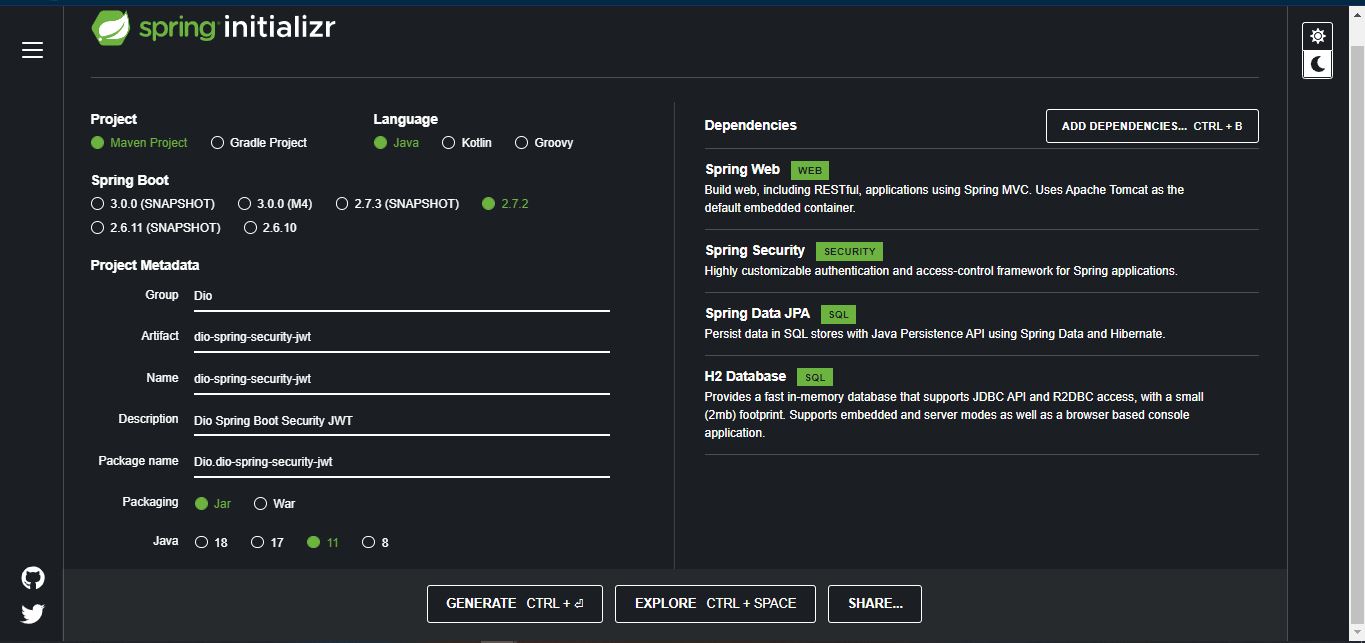 spring initializr
Project
Maven Project Gradle Project
Language
Java Kotlin Groovy
Spring Boot
3.0.0 (SNAPSHOT) 3.0.0 (M4) 2.7.3 (SNAPSHOT) 2.7.2
2.6.11 (SNAPSHOT) 2.6.10
Project Metadata
Group Dio
Artifact dio-spring-security-jwt
Name dio-spring-security-jwt
Description Dio Spring Boot Security JWT
Package name Dio.dio-spring-security-jwt
Packaging Jar War
Java 18 17 11 8
Dependencies
ADD DEPENDENCIES... CTRL + B
Spring Web WEB
Build web, including RESTful, applications using Spring MVC. Uses Apache Tomcat as the
default embedded container.
Spring Security SECURITY
Highly customizable authentication and access-control framework for Spring applications.
Spring Data JPA SQL
Persist data in SQL stores with Java Persistence API using Spring Data and Hibernate.
H2 Database SQL
Provides a fast in-memory database that supports JDBC API and R2DBC access, with a small
(2mb) footprint. Supports embedded and server modes as well as a browser based console
application.
GENERATE CTRL + ⏎
EXPLORE CTRL + SPACE
SHARE...